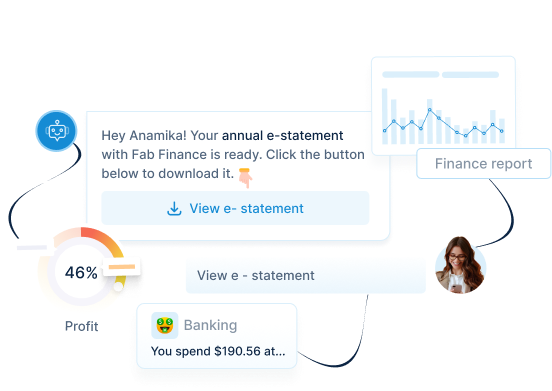 Hey Anamika! Your annual e-statement
with Fab Finance is ready. Click the button
below to download it.
View e- statement
Finance report
46%
Profit
View e - statement
Banking
You spend $190.56 at...